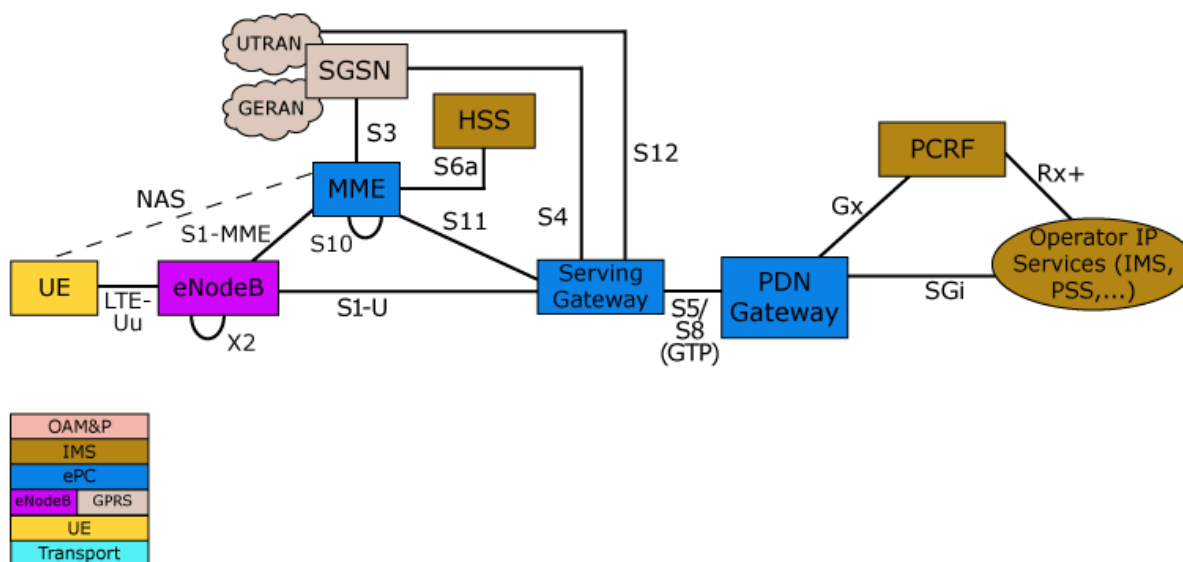 UTRAN
SGSN
GERAN
HSS
PCRF
S3
S6a
S12
Rx+
MME
NAS
Gx
S4
S11
S1-MME
S10
Operator IP
Services (IMS,
PSS,...)
UE
eNodeB
Serving
Gateway
PDN
Gateway
SGi
LTE-
Uu
S1-U
S5/
S8
(GTP)
X2
OAM&P
IMS
ePC
eNodeB GPRS
UE
Transport